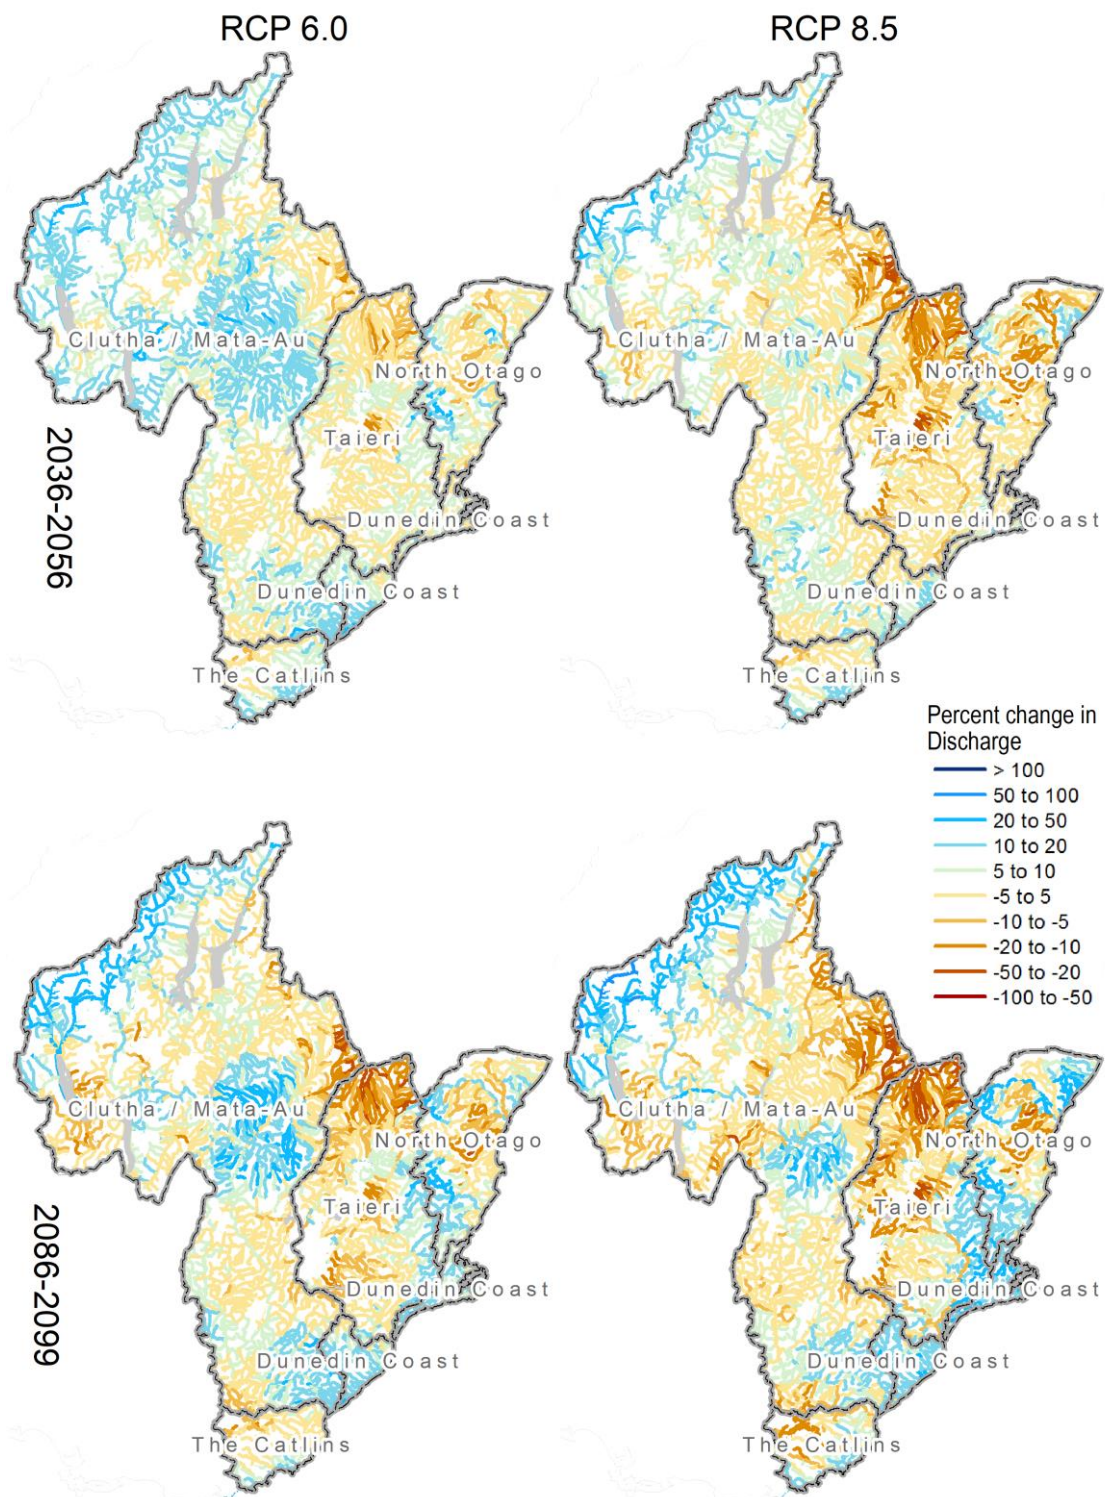 RCP 6.0
RCP 8.5
Clutha / Mata-Au
North Otago
Taieri
Dunedin Coast
Dunedin Coast
The Catlins
Clutha / Mata-Au
North Otago
Taieri
Dunedin Coast
Dunedin Coast
The Catlins
2036-2056
Percent change in
Discharge
> 100
50 to 100
20 to 50
10 to 20
5 to 10
-5 to 5
-10 to -5
-20 to -10
-50 to -20
-100 to -50
Clutha / Mata-Au
North Otago
Taieri
Dunedin Coast
Dunedin Coast
The Catlins
Clutha / Mata-Au
North Otago
Taieri
Dunedin Coast
Dunedin Coast
The Catlins
2086-2099